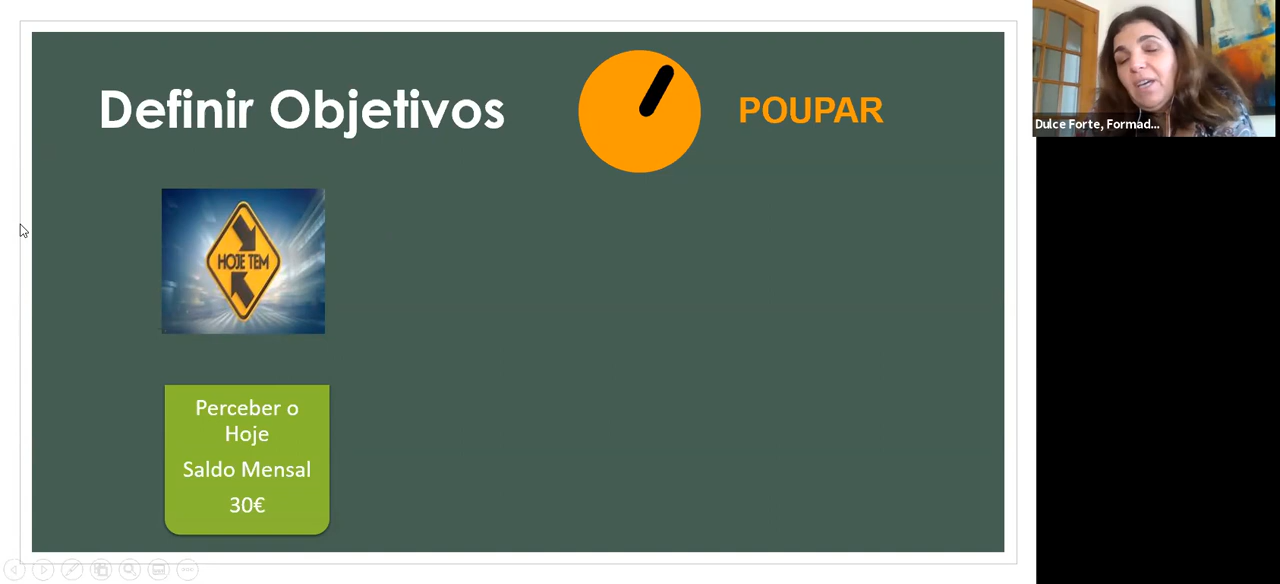 Definir Objetivos
POUPAR
Dulce Forte, Formad...
HOJE TEM
Perceber o
Hoje
Saldo Mensal
30€